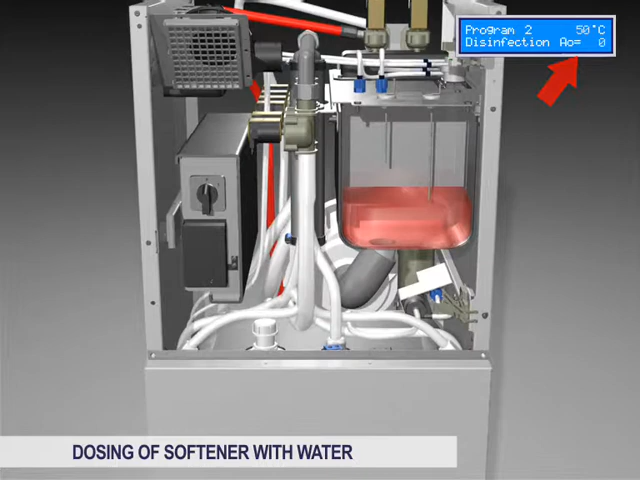 Program 2 50°C
Disinfection Ao= 0
DOSING OF SOFTENER WITH WATER